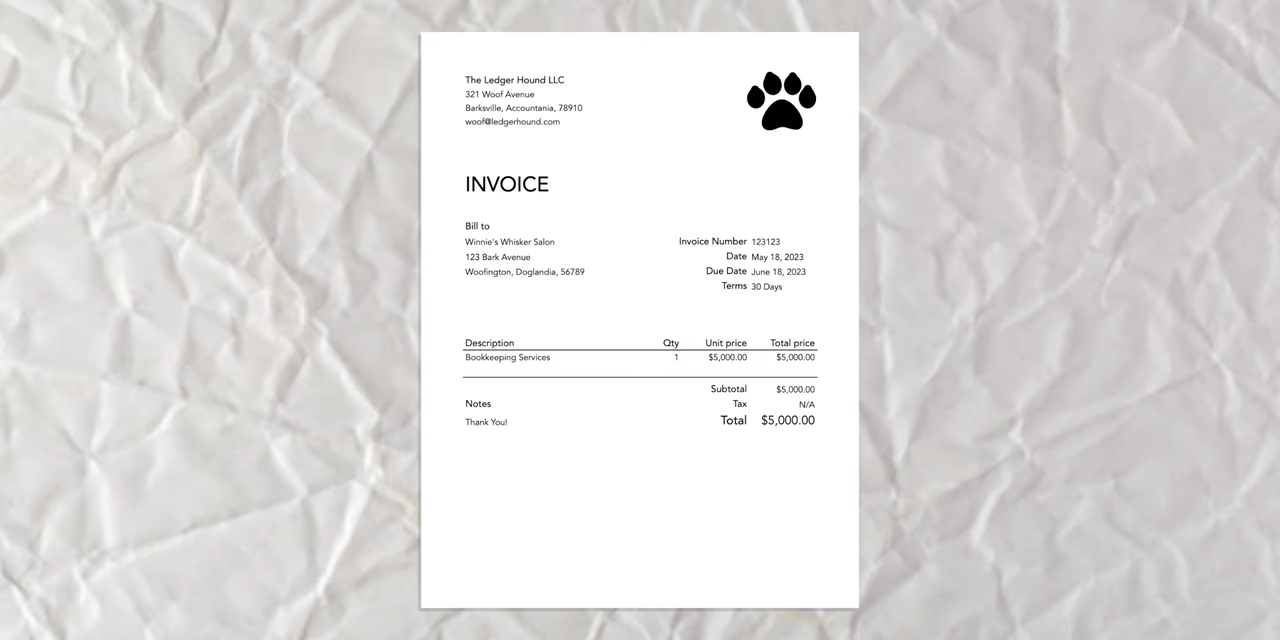 The Ledger Hound LLC
321 Woof Avenue
Barksville, Accountania, 78910
woof@ledgerhound.com
INVOICE
Bill to
Winnie's Whisker Salon
123 Bark Avenue
Woofington, Doglandia, 56789
Invoice Number 123123
Date May 18, 2023
Due Date June 18, 2023
Terms 30 Days
Description Qty Unit price Total price
Bookkeeping Services 1 $5,000.00 $5,000.00
Subtotal $5,000.00
Tax N/A
Total $5,000.00
Notes
Thank You!